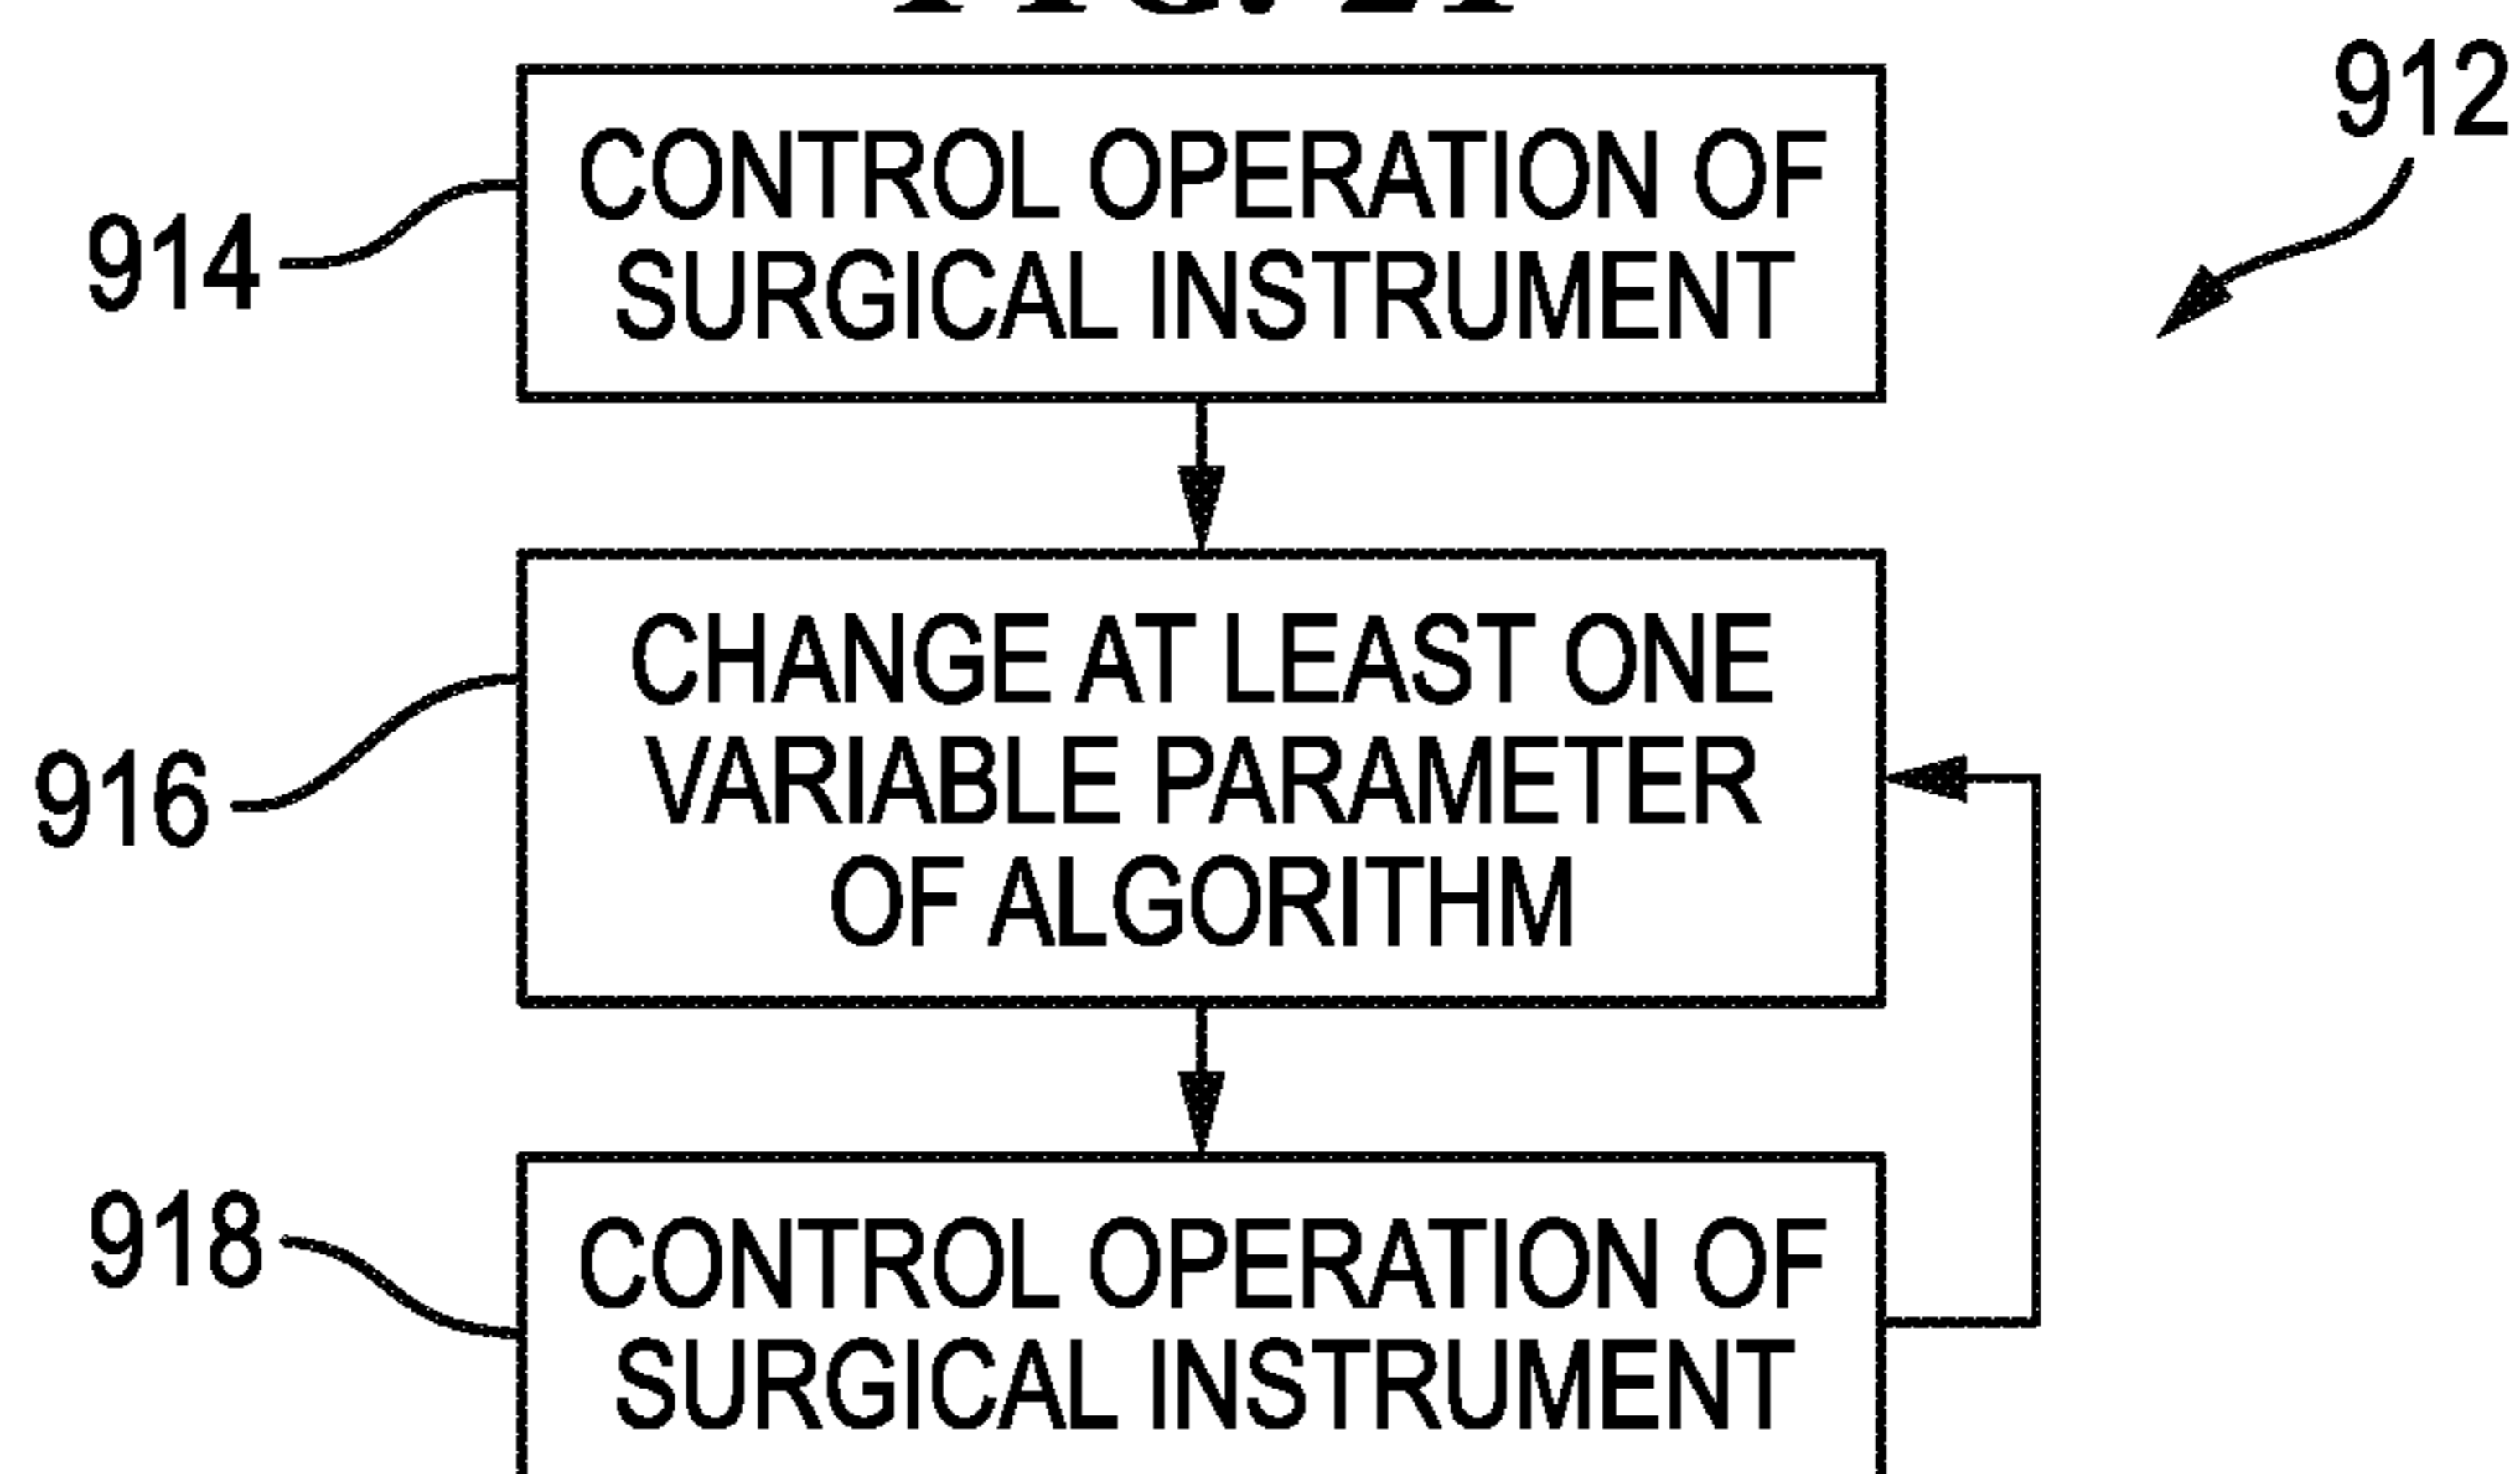 912
CONTROL OPERATION OF
SURGICAL INSTRUMENT
914
CHANGE AT LEAST ONE
VARIABLE PARAMETER
OF ALGORITHM
916
CONTROL OPERATION OF
SURGICAL INSTRUMENT
918